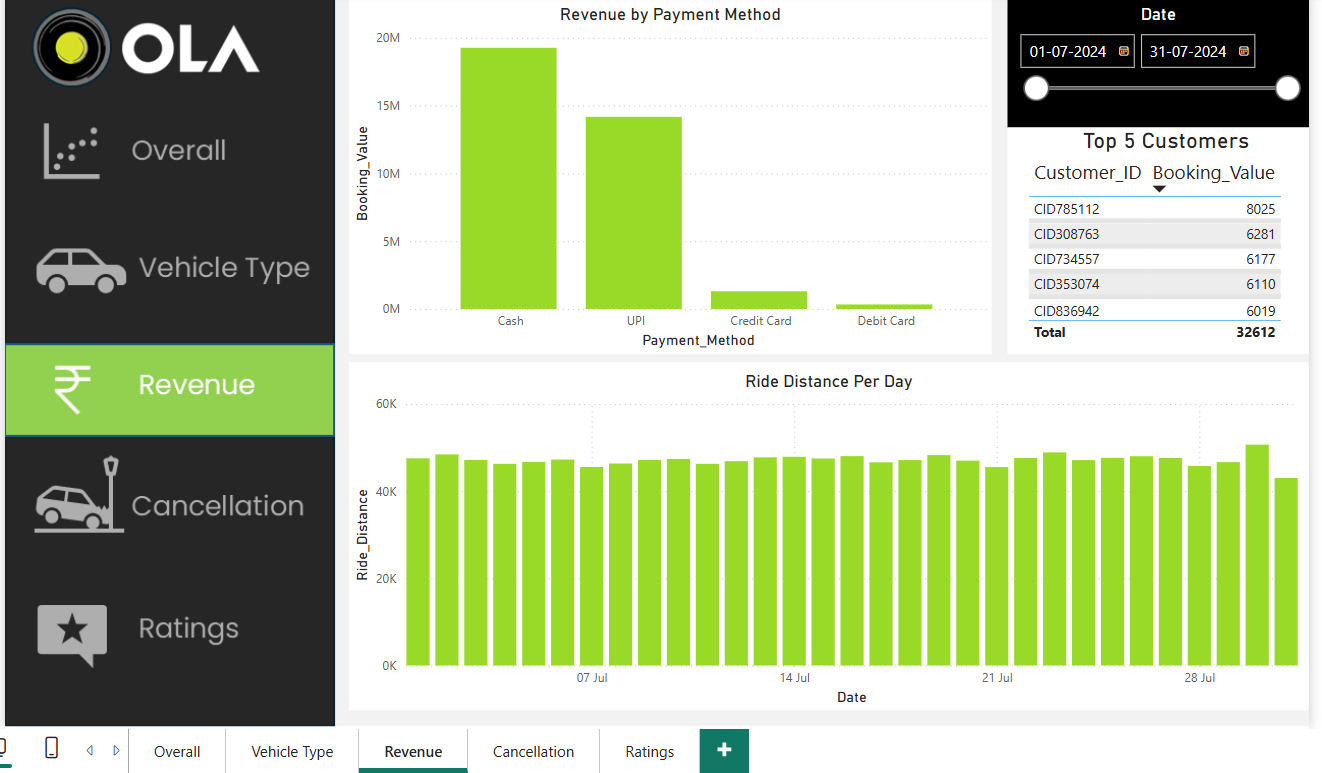 OLA
Overall
Vehicle Type
Revenue
Cancellation
Ratings
Revenue by Payment Method
Booking_Value
20M
15M
10M
5M
0M
Cash UPI Credit Card Debit Card
Payment_Method
Date
01-07-2024 31-07-2024
Top 5 Customers
Customer_ID Booking_Value
CID785112 8025
CID308763 6281
CID734557 6177
CID353074 6110
CID836942 6019
Total 32612
Ride Distance Per Day
Ride_Distance
60K
40K
20K
0K
07 Jul 14 Jul 21 Jul 28 Jul
Date
Overall Vehicle Type Revenue Cancellation Ratings +